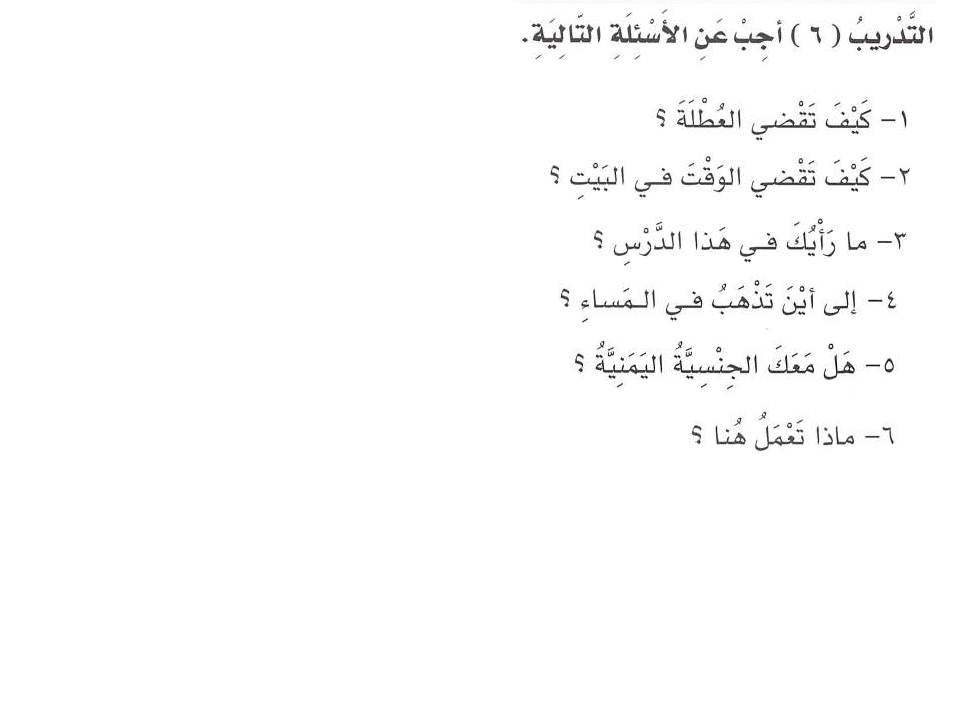 التَّدْريبُ ( ٦ ) أجِبْ عَنِ الأَسْئِلَةِ التّالِيَةِ.
١- كَيْفَ تَقْضي العُطْلَةَ ؟
٢- كَيْفَ تَقْضي الوَقْتَ في البَيْتِ ؟
٣- ما رَأْيُكَ في هَذا الدَّرْسِ ؟
٤- إلى أيْنَ تَذْهَبُ في المَساءِ ؟
٥- هَلْ مَعَكَ الجِنْسِيَّةُ اليَمَنِيَّةُ ؟
٦- ماذا تَعْمَلُ هُنا ؟